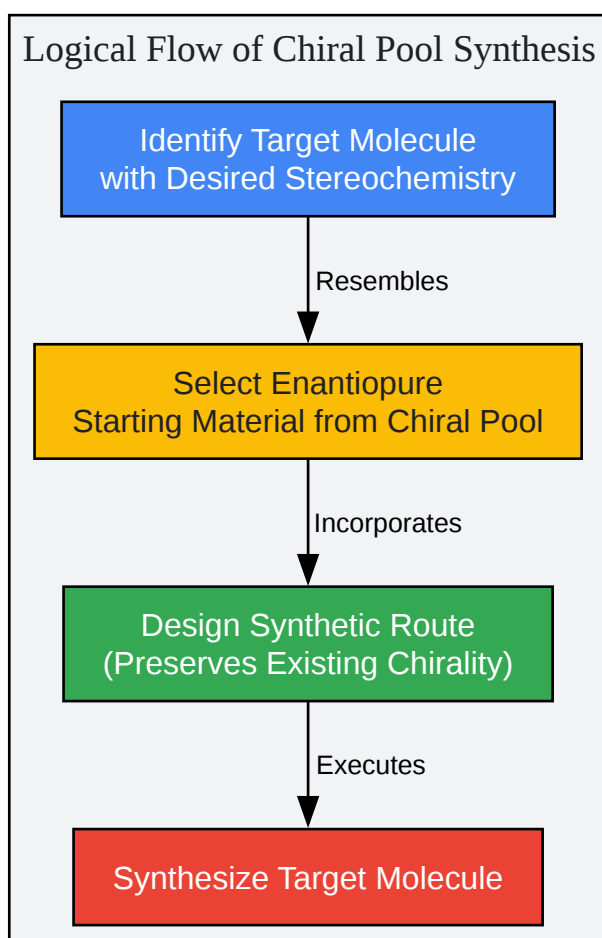 Logical Flow of Chiral Pool Synthesis
Identify Target Molecule
with Desired Stereochemistry
Resembles
Select Enantiopure
Starting Material from Chiral Pool
Incorporates
Design Synthetic Route
(Preserves Existing Chirality)
Executes
Synthesize Target Molecule